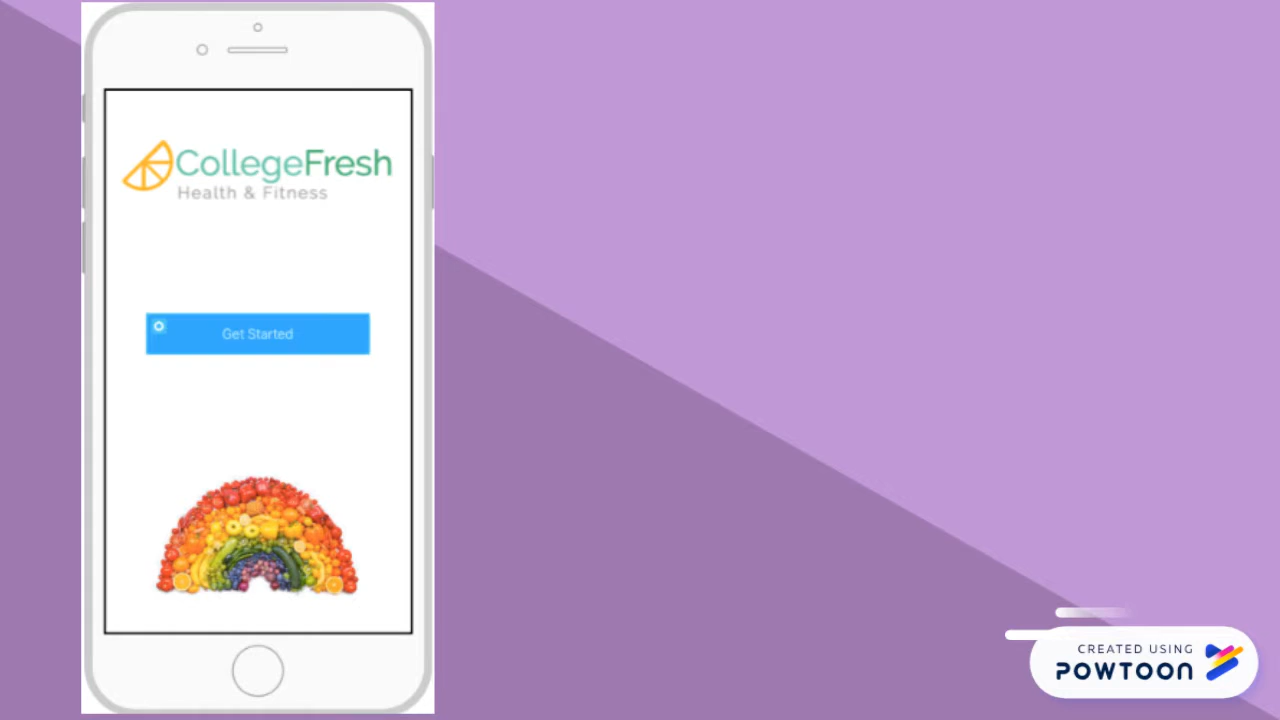 CollegeFresh
Health & Fitness
Get Started
CREATED USING
POWTOON